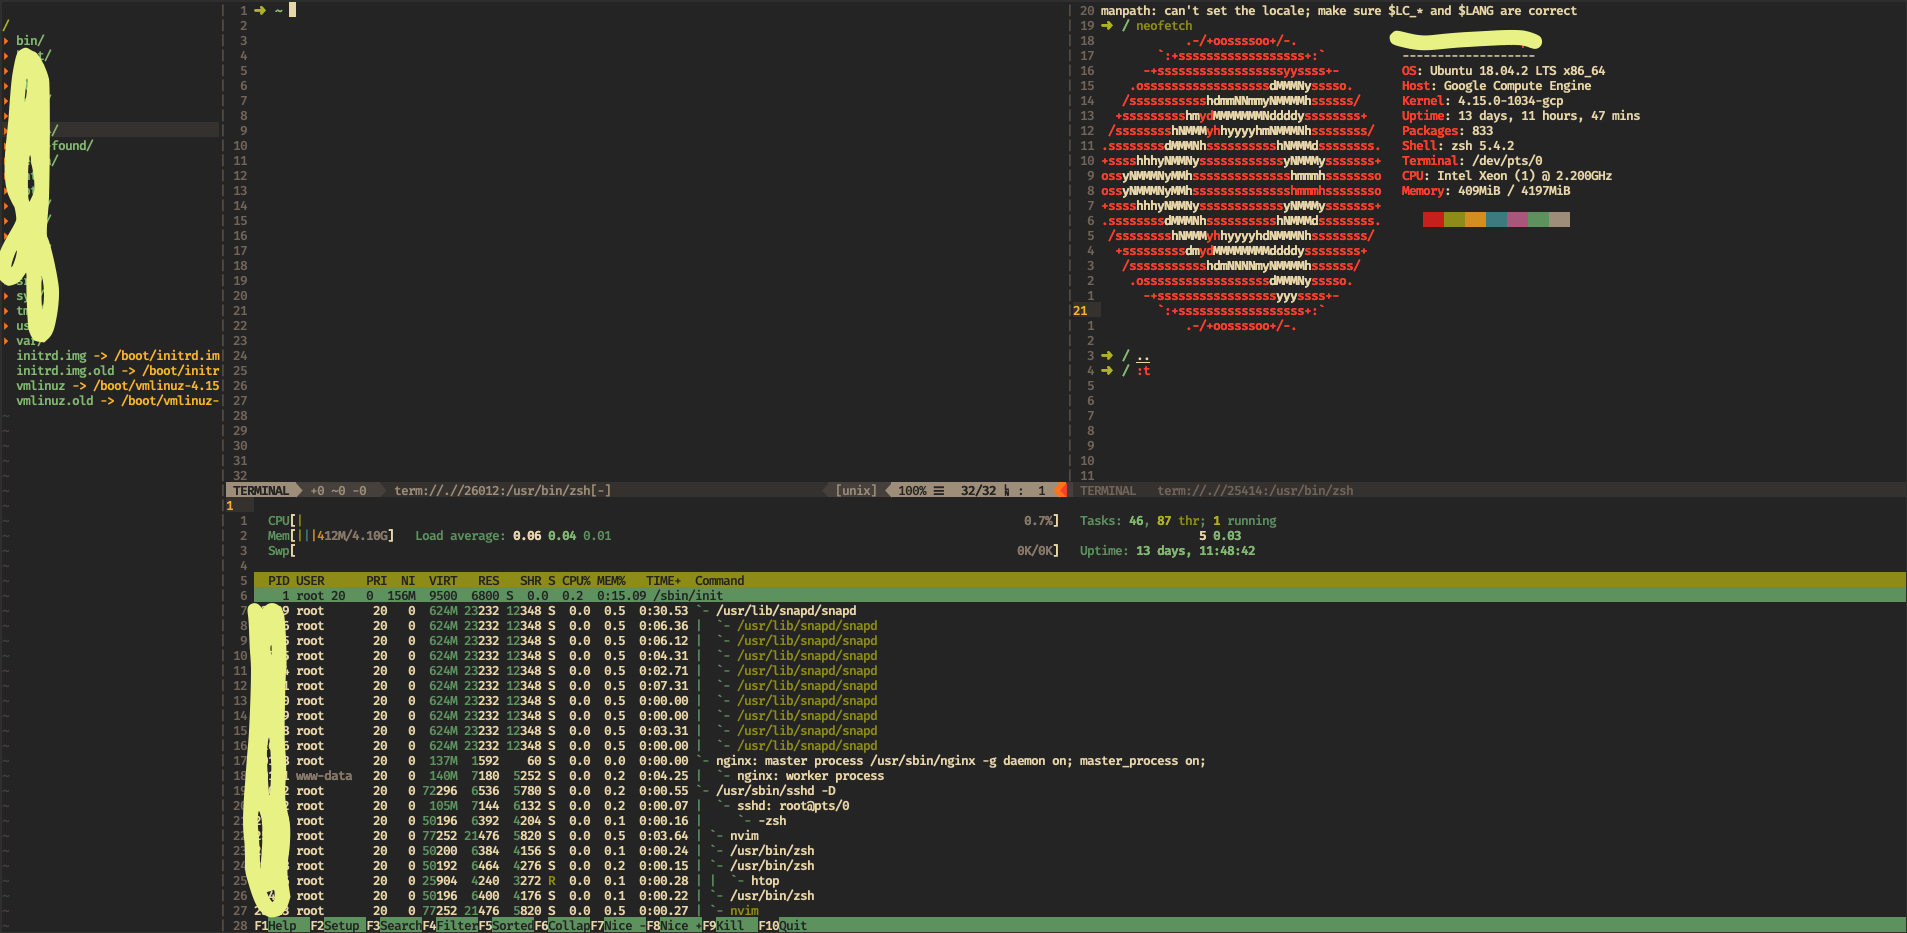 /
▸ bin/
/
/
found/
/
var/
initrd.img -> /boot/initrd.im
initrd.img.old -> /boot/initr
vmlinuz -> /boot/vmlinuz-4.15
vmlinuz.old -> /boot/vmlinuz-
1 ➜ ~
2
3
4
5
6
7
8
9
10
11
12
13
14
15
16
17
18
19
20
21
22
23
24
25
26
27
28
29
30
31
32
TERMINAL +0 ~0 -0 term://.//26012:/usr/bin/zsh[-] [unix] 100% ☰ 32/32 : 1
20 manpath: can't set the locale; make sure $LC_* and $LANG are correct
19 ➜ / neofetch
18 .-/+oossssoo+/-.
17 `:+ssssssssssssssssss+:`
16 -+ssssssssssssssssssyyssss+-
15 .ossssssssssssssssssdMMMNysssso.
14 /ssssssssssshdmmNNmmyNMMMMhssssss/
13 +ssssssssshmydMMMMMMMNddddyssssssss+
12 /sssssssshNMMMyhhyyyyhmNMMMNhssssssss/
11 .ssssssssdMMMNhsssssssssshNMMMdssssssss.
10 +sssshhhyNMMNyssssssssssssyNMMMysssssss+
9 ossyNMMMNyMMhsssssssssssssshmmmhssssssso
8 ossyNMMMNyMMhsssssssssssssshmmmhssssssso
7 +sssshhhyNMMNyssssssssssssyNMMMysssssss+
6 .ssssssssdMMMNhsssssssssshNMMMdssssssss.
5 /sssssssshNMMMyhhyyyyhdNMMMNhssssssss/
4 +sssssssssdmydMMMMMMMMddddyssssssss+
3 /ssssssssssshdmNNNNmyNMMMMhssssss/
2 .ossssssssssssssssssdMMMNysssso.
1 -+sssssssssssssssssyyyssss+-
21 `:+ssssssssssssssssss+:`
1 .-/+oossssoo+/-.
2
3 ➜ / ..
4 ➜ / :t
5
6
7
8
9
10
11
-------------------
OS: Ubuntu 18.04.2 LTS x86_64
Host: Google Compute Engine
Kernel: 4.15.0-1034-gcp
Uptime: 13 days, 11 hours, 47 mins
Packages: 833
Shell: zsh 5.4.2
Terminal: /dev/pts/0
CPU: Intel Xeon (1) @ 2.200GHz
Memory: 409MiB / 4197MiB
TERMINAL term://.//25414:/usr/bin/zsh
1
1 CPU[| 0.7%] Tasks: 46, 87 thr; 1 running
2 Mem[|||412M/4.10G] Load average: 0.06 0.04 0.01 5 0.03
3 Swp[ 0K/0K] Uptime: 13 days, 11:48:42
4
5 PID USER PRI NI VIRT RES SHR S CPU% MEM% TIME+ Command
6 1 root 20 0 156M 9500 6800 S 0.0 0.2 0:15.09 /sbin/init
7 root 20 0 624M 23232 12348 S 0.0 0.5 0:30.53 `- /usr/lib/snapd/snapd
8 root 20 0 624M 23232 12348 S 0.0 0.5 0:06.36 | `- /usr/lib/snapd/snapd
9 root 20 0 624M 23232 12348 S 0.0 0.5 0:06.12 | `- /usr/lib/snapd/snapd
10 root 20 0 624M 23232 12348 S 0.0 0.5 0:04.31 | `- /usr/lib/snapd/snapd
11 root 20 0 624M 23232 12348 S 0.0 0.5 0:02.71 | `- /usr/lib/snapd/snapd
12 root 20 0 624M 23232 12348 S 0.0 0.5 0:07.31 | `- /usr/lib/snapd/snapd
13 root 20 0 624M 23232 12348 S 0.0 0.5 0:00.00 | `- /usr/lib/snapd/snapd
14 root 20 0 624M 23232 12348 S 0.0 0.5 0:00.00 | `- /usr/lib/snapd/snapd
15 root 20 0 624M 23232 12348 S 0.0 0.5 0:03.31 | `- /usr/lib/snapd/snapd
16 root 20 0 624M 23232 12348 S 0.0 0.5 0:00.00 | `- /usr/lib/snapd/snapd
17 root 20 0 137M 1592 60 S 0.0 0.0 0:00.00 `- nginx: master process /usr/sbin/nginx -g daemon on; master_process on;
18 www-data 20 0 140M 7180 5252 S 0.0 0.2 0:04.25 | `- nginx: worker process
19 root 20 0 72296 6536 5780 S 0.0 0.2 0:00.55 `- /usr/sbin/sshd -D
20 root 20 0 105M 7144 6132 S 0.0 0.2 0:00.07 | `- sshd: root@pts/0
21 root 20 0 50196 6392 4204 S 0.0 0.1 0:00.16 | `- -zsh
22 root 20 0 77252 21476 5820 S 0.0 0.5 0:03.64 | `- nvim
23 root 20 0 50200 6384 4156 S 0.0 0.1 0:00.24 | `- /usr/bin/zsh
24 root 20 0 50192 6464 4276 S 0.0 0.2 0:00.15 | `- /usr/bin/zsh
25 root 20 0 25904 4240 3272 R 0.0 0.1 0:00.28 | | `- htop
26 root 20 0 50196 6400 4176 S 0.0 0.1 0:00.22 | `- /usr/bin/zsh
27 root 20 0 77252 21476 5820 S 0.0 0.5 0:00.27 | `- nvim
28 F1Help F2Setup F3SearchF4FilterF5SortedF6CollapF7Nice -F8Nice +F9Kill F10Quit